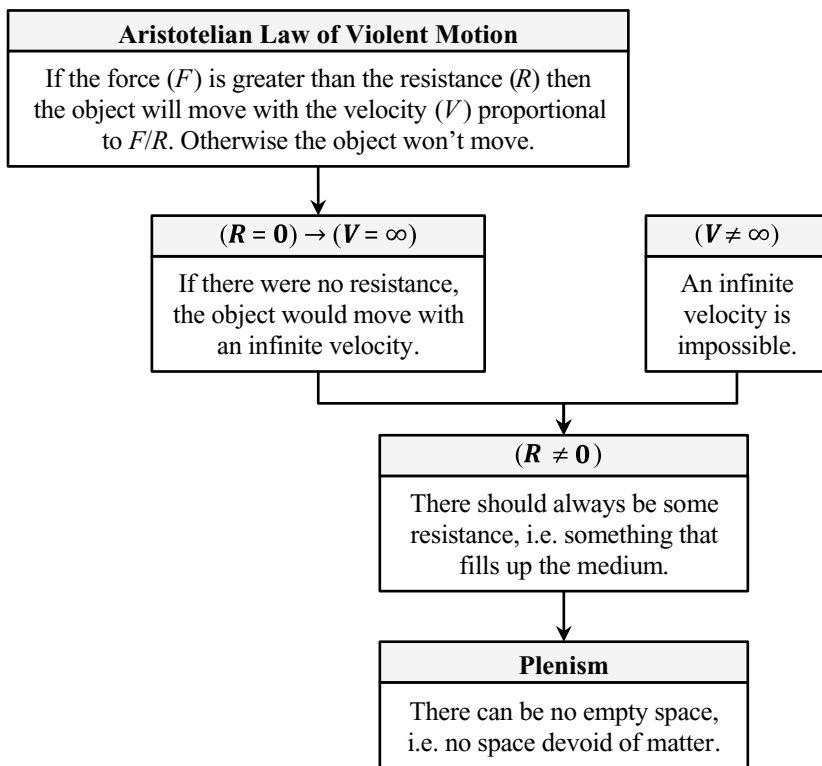 Aristotelian Law of Violent Motion
If the force (F) is greater than the resistance (R) then
the object will move with the velocity (V) proportional
to F/R. Otherwise the object won’t move.
(R = 0) → (V = ∞)
If there were no resistance,
the object would move with
an infinite velocity.
(V ≠ ∞)
An infinite
velocity is
impossible.
(R ≠ 0)
There should always be some
resistance, i.e. something that
fills up the medium.
Plenism
There can be no empty space,
i.e. no space devoid of matter.